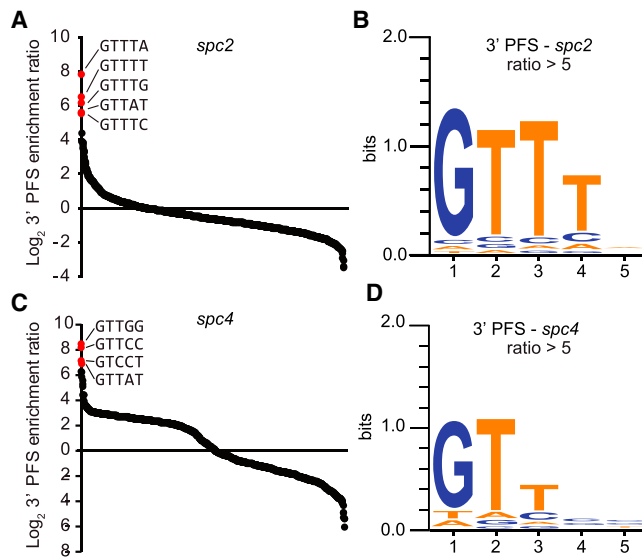 A
Log2 3' PFS enrichment ratio
10
8
6
4
2
0
-2
-4
spc2
GTTTA
GTTTT
GTTTG
GTTAT
GTTTC
B
3' PFS - spc2
ratio > 5
bits
2.0
1.0
0.0
GTTT
1 2 3 4 5
C
Log2 3' PFS enrichment ratio
10
8
6
4
2
0
2
4
6
8
spc4
GTTGG
GTTCC
GTCCT
GTTAT
D
3' PFS - spc4
ratio > 5
bits
2.0
1.0
0.0
GTT
1 2 3 4 5